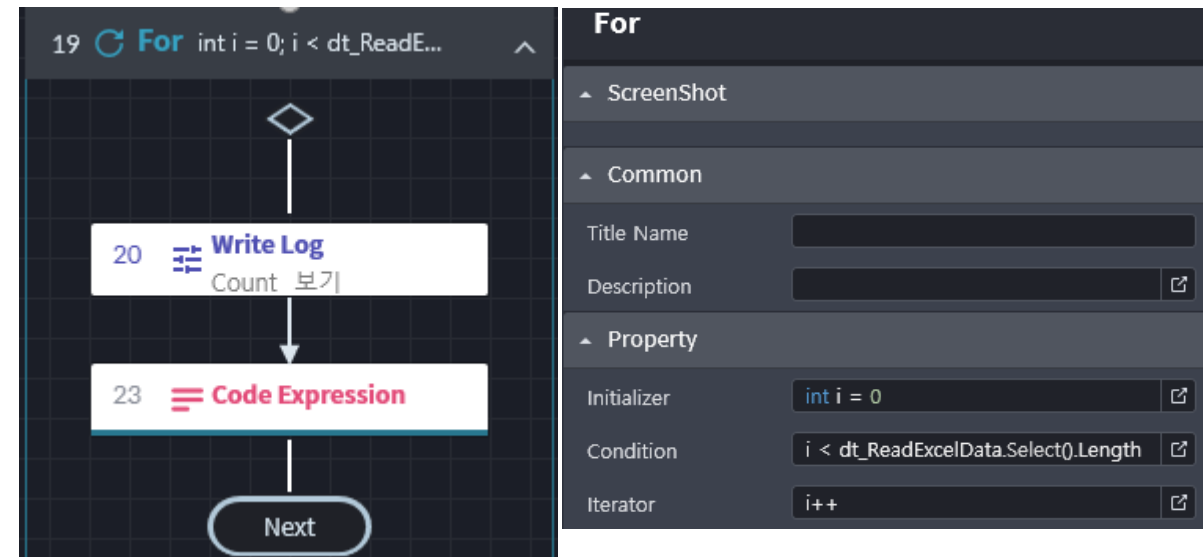 19 For int i = 0; i < dt_ReadE...
20 Write Log
Count 보기
23 Code Expression
Next
For
ScreenShot
Common
Title Name
Description
Property
Initializer int i = 0
Condition i < dt_ReadExcelData.Select().Length
Iterator i++